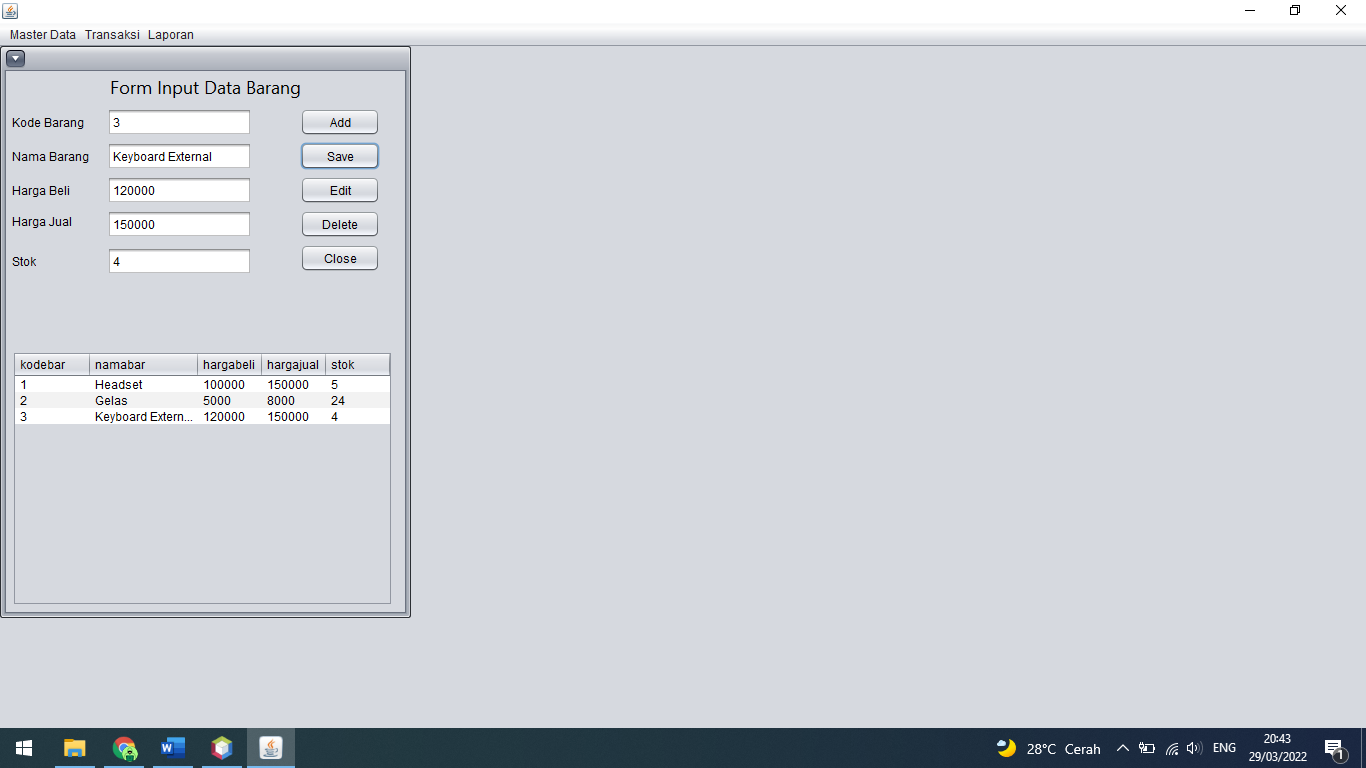 Master Data Transaksi Laporan
Form Input Data Barang
Kode Barang 3 Add
Nama Barang Keyboard External Save
Harga Beli 120000 Edit
Harga Jual 150000 Delete
Stok 4 Close
kodebar namabar hargabeli hargajual stok
1 Headset 100000 150000 5
2 Gelas 5000 8000 24
3 Keyboard Extern... 120000 150000 4
28°C Cerah ENG 20:43
29/03/2022 1